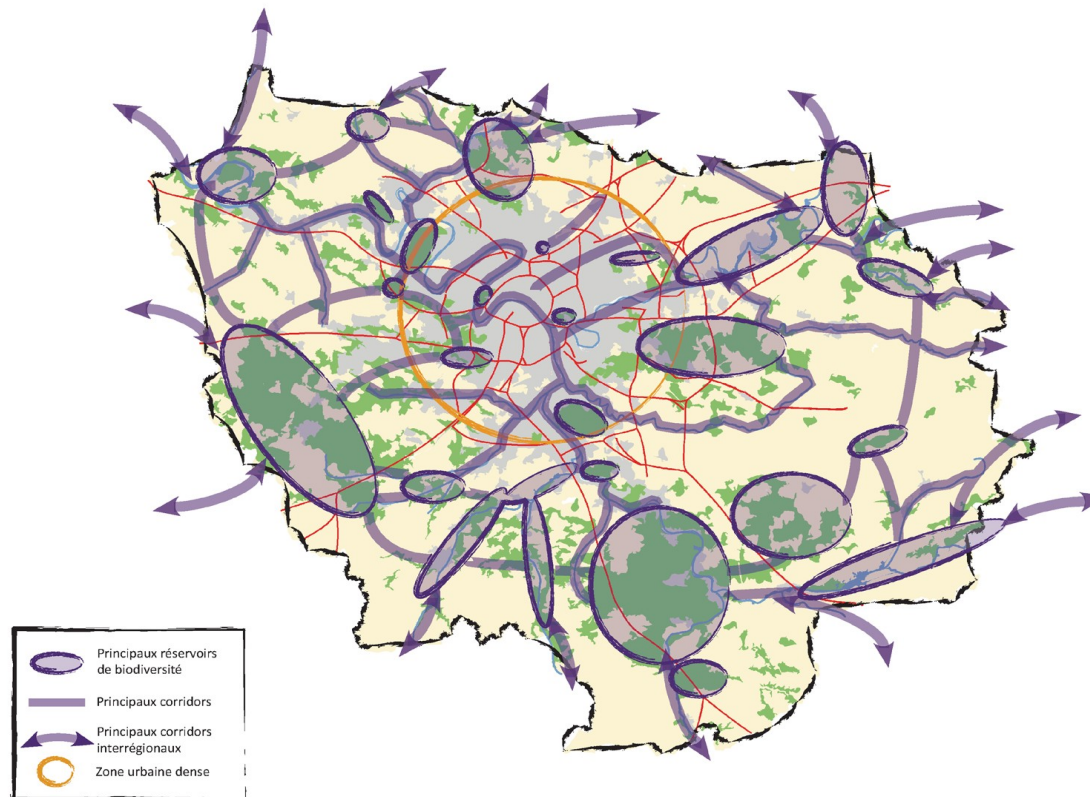 Principaux réservoirs
de biodiversité
Principaux corridors
Principaux corridors
interrégionaux
Zone urbaine dense